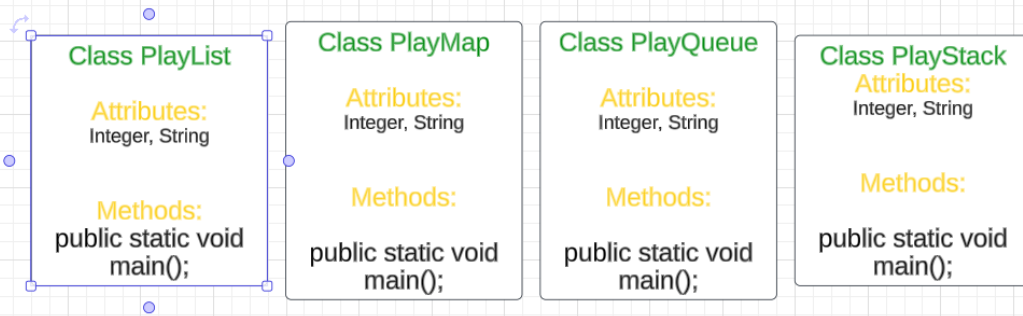 Class PlayList
Attributes:
Integer, String
Methods:
public static void
main();
Class PlayMap
Attributes:
Integer, String
Methods:
public static void
main();
Class PlayQueue
Attributes:
Integer, String
Methods:
public static void
main();
Class PlayStack
Attributes:
Integer, String
Methods:
public static void
main();